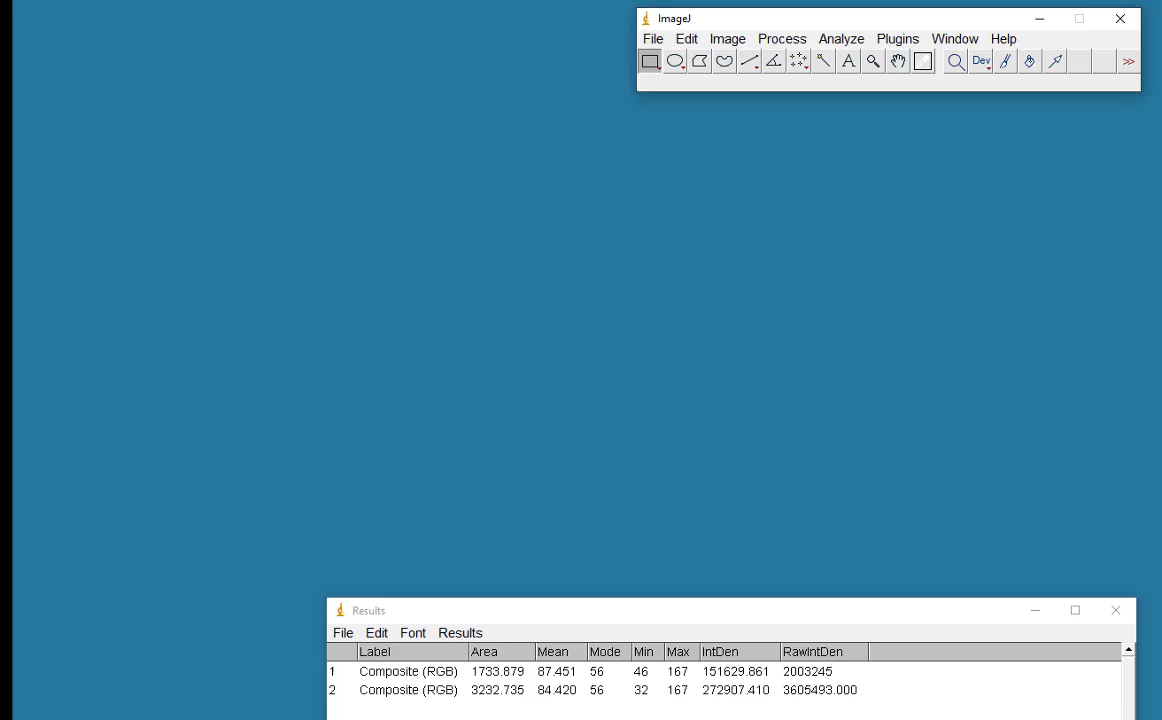 ImageJ
File Edit Image Process Analyze Plugins Window Help
A Dev >>
Results
File Edit Font Results
Label Area Mean Mode Min Max IntDen RawIntDen
1 Composite (RGB) 1733.879 87.451 56 46 167 151629.861 2003245
2 Composite (RGB) 3232.735 84.420 56 32 167 272907.410 3605493.000